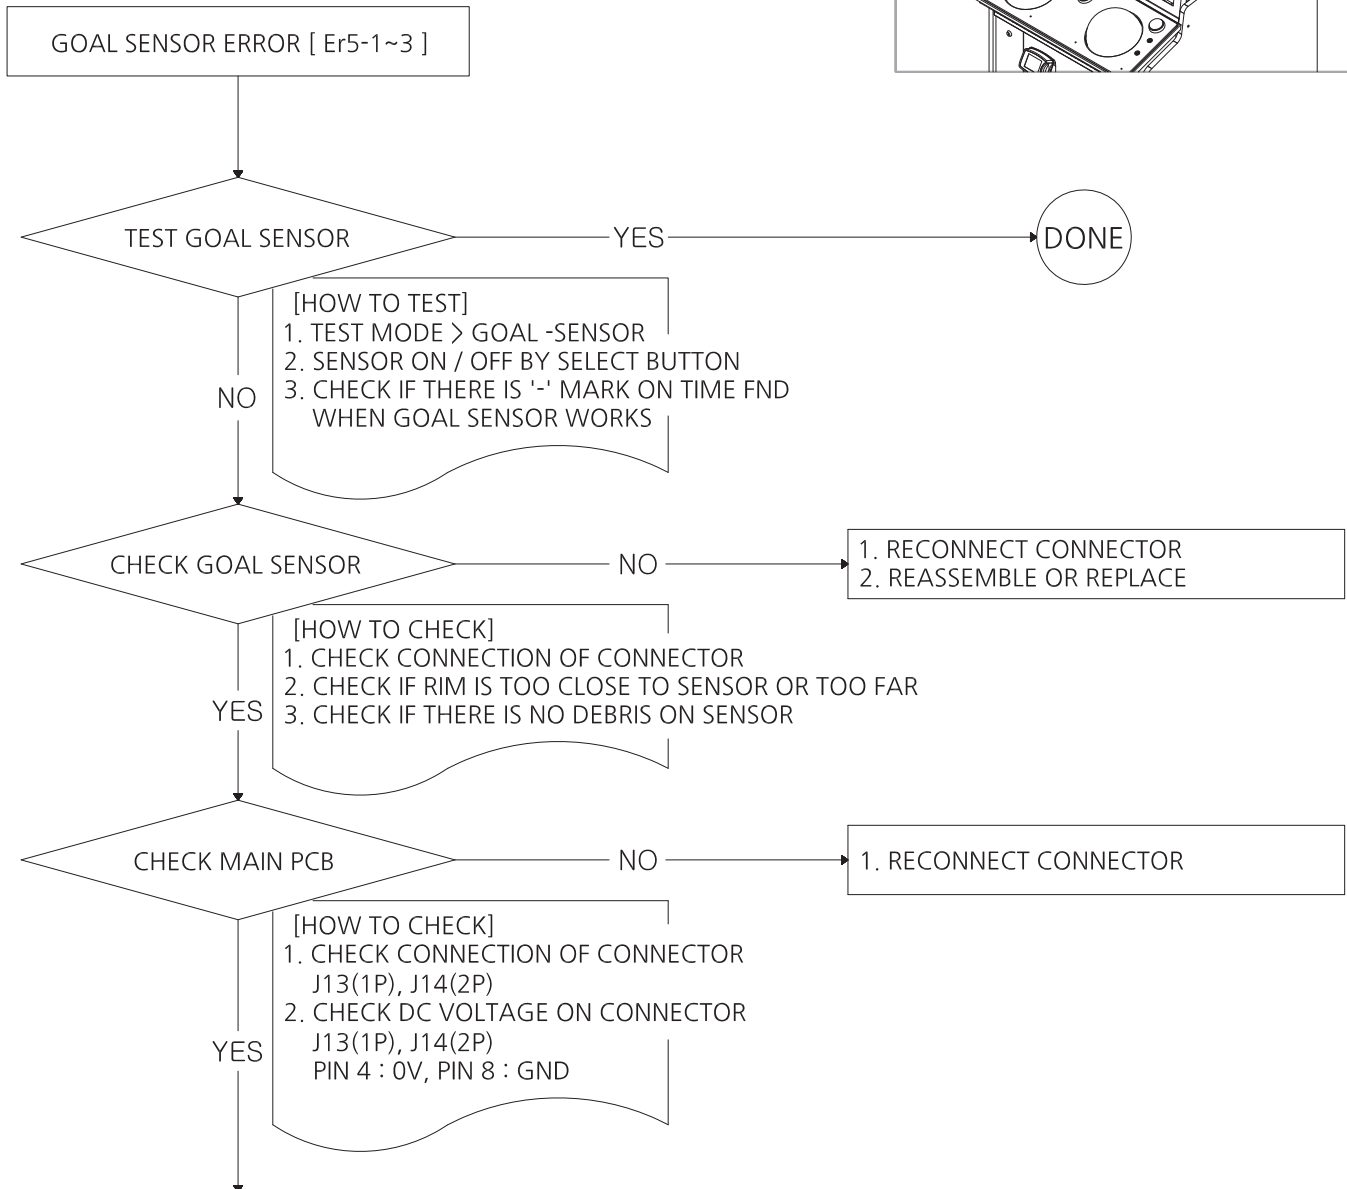 GOAL SENSOR ERROR [ Er5-1~3 ]
TEST GOAL SENSOR
YES
DONE
[HOW TO TEST]
1. TEST MODE > GOAL -SENSOR
2. SENSOR ON / OFF BY SELECT BUTTON
3. CHECK IF THERE IS '-' MARK ON TIME FND
WHEN GOAL SENSOR WORKS
NO
CHECK GOAL SENSOR
NO
1. RECONNECT CONNECTOR
2. REASSEMBLE OR REPLACE
[HOW TO CHECK]
1. CHECK CONNECTION OF CONNECTOR
2. CHECK IF RIM IS TOO CLOSE TO SENSOR OR TOO FAR
3. CHECK IF THERE IS NO DEBRIS ON SENSOR
YES
CHECK MAIN PCB
NO
1. RECONNECT CONNECTOR
[HOW TO CHECK]
1. CHECK CONNECTION OF CONNECTOR
J13(1P), J14(2P)
2. CHECK DC VOLTAGE ON CONNECTOR
J13(1P), J14(2P)
PIN 4 : 0V, PIN 8 : GND
YES